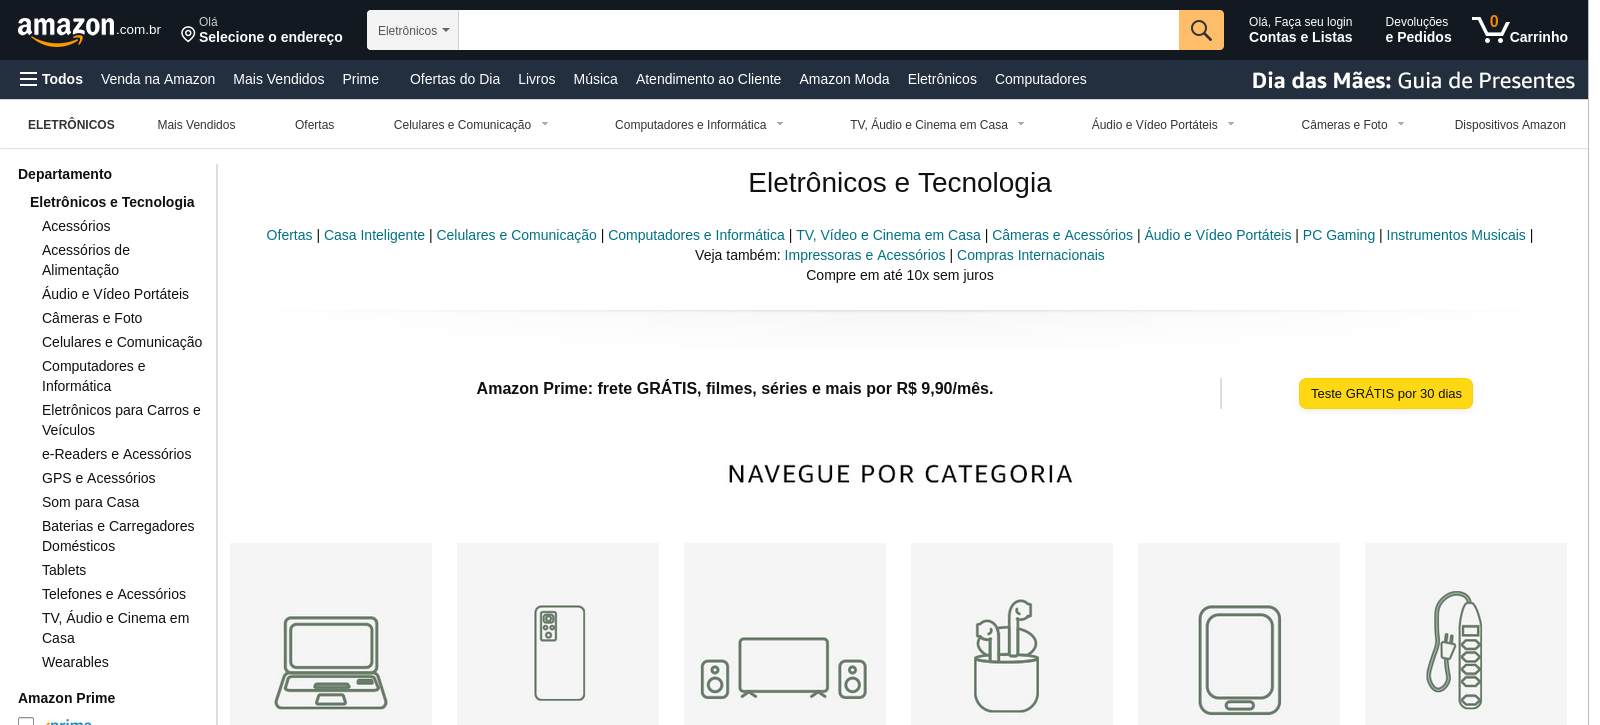 amazon.com.br
Olá
Selecione o endereço
Eletrônicos
Olá, Faça seu login
Contas e Listas
Devoluções
e Pedidos
0
Carrinho
Todos Venda na Amazon Mais Vendidos Prime Ofertas do Dia Livros Música Atendimento ao Cliente Amazon Moda Eletrônicos Computadores Dia das Mães: Guia de Presentes
ELETRÔNICOS Mais Vendidos Ofertas Celulares e Comunicação Computadores e Informática TV, Áudio e Cinema em Casa Áudio e Vídeo Portáteis Câmeras e Foto Dispositivos Amazon
Departamento
Eletrônicos e Tecnologia
Acessórios
Acessórios de
Alimentação
Áudio e Vídeo Portáteis
Câmeras e Foto
Celulares e Comunicação
Computadores e
Informática
Eletrônicos para Carros e
Veículos
e-Readers e Acessórios
GPS e Acessórios
Som para Casa
Baterias e Carregadores
Domésticos
Tablets
Telefones e Acessórios
TV, Áudio e Cinema em
Casa
Wearables
Amazon Prime
prime
Eletrônicos e Tecnologia
Ofertas | Casa Inteligente | Celulares e Comunicação | Computadores e Informática | TV, Vídeo e Cinema em Casa | Câmeras e Acessórios | Áudio e Vídeo Portáteis | PC Gaming | Instrumentos Musicais |
Veja também: Impressoras e Acessórios | Compras Internacionais
Compre em até 10x sem juros
Amazon Prime: frete GRÁTIS, filmes, séries e mais por R$ 9,90/mês.
Teste GRÁTIS por 30 dias
NAVEGUE POR CATEGORIA